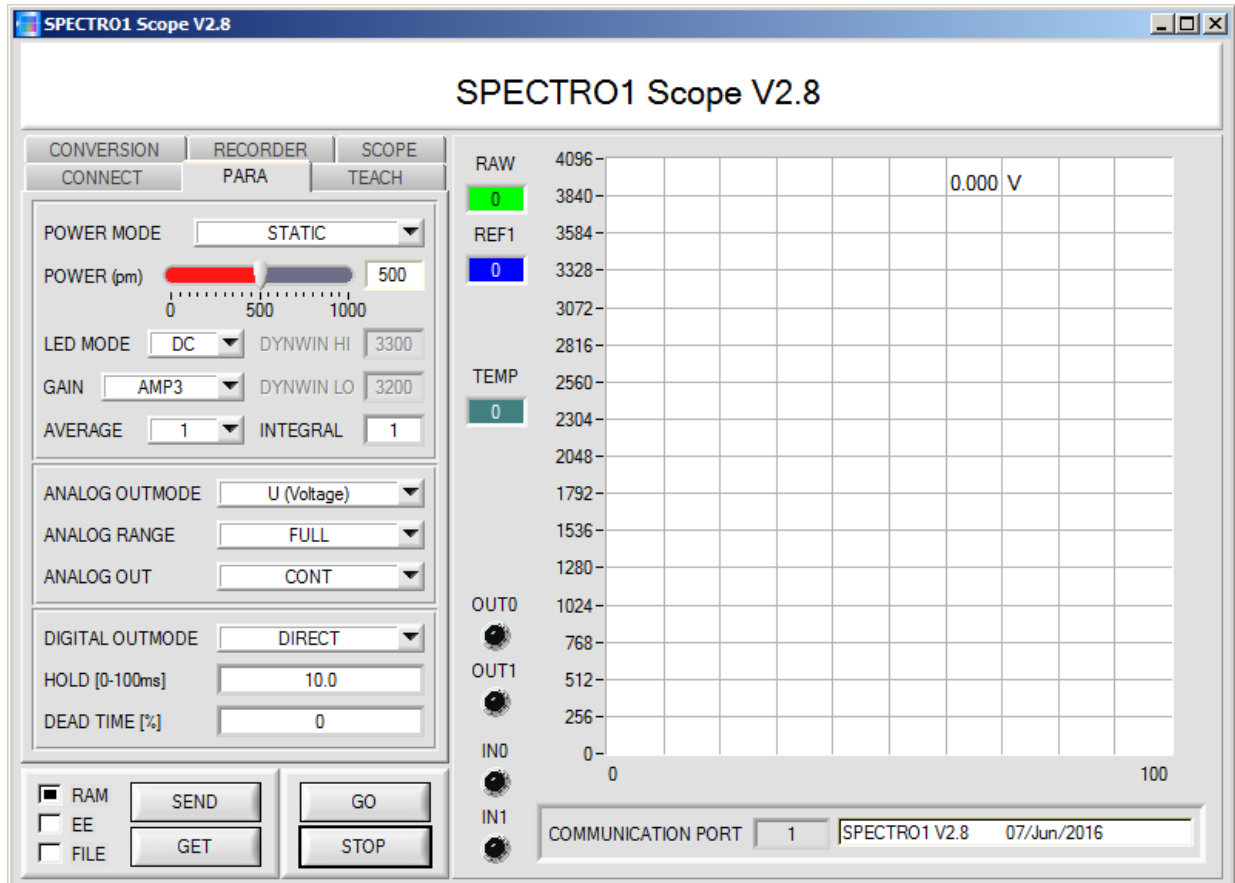 SPECTRO1 Scope V2.8
SPECTRO1 Scope V2.8
CONVERSION RECORDER SCOPE
CONNECT PARA TEACH
POWER MODE STATIC
POWER (pm) 500
0 500 1000
LED MODE DC DYNWIN HI 3300
GAIN AMP3 DYNWIN LO 3200
AVERAGE 1 INTEGRAL 1
ANALOG OUTMODE U (Voltage)
ANALOG RANGE FULL
ANALOG OUT CONT
DIGITAL OUTMODE DIRECT
HOLD [0-100ms] 10.0
DEAD TIME [%] 0
RAM
EE
FILE
SEND
GET
GO
STOP
RAW
0
REF1
0
TEMP
0
OUT0
OUT1
IN0
IN1
4096
3840
3584
3328
3072
2816
2560
2304
2048
1792
1536
1280
1024
768
512
256
0
0.000 V
0 100
COMMUNICATION PORT 1 SPECTRO1 V2.8 07/Jun/2016